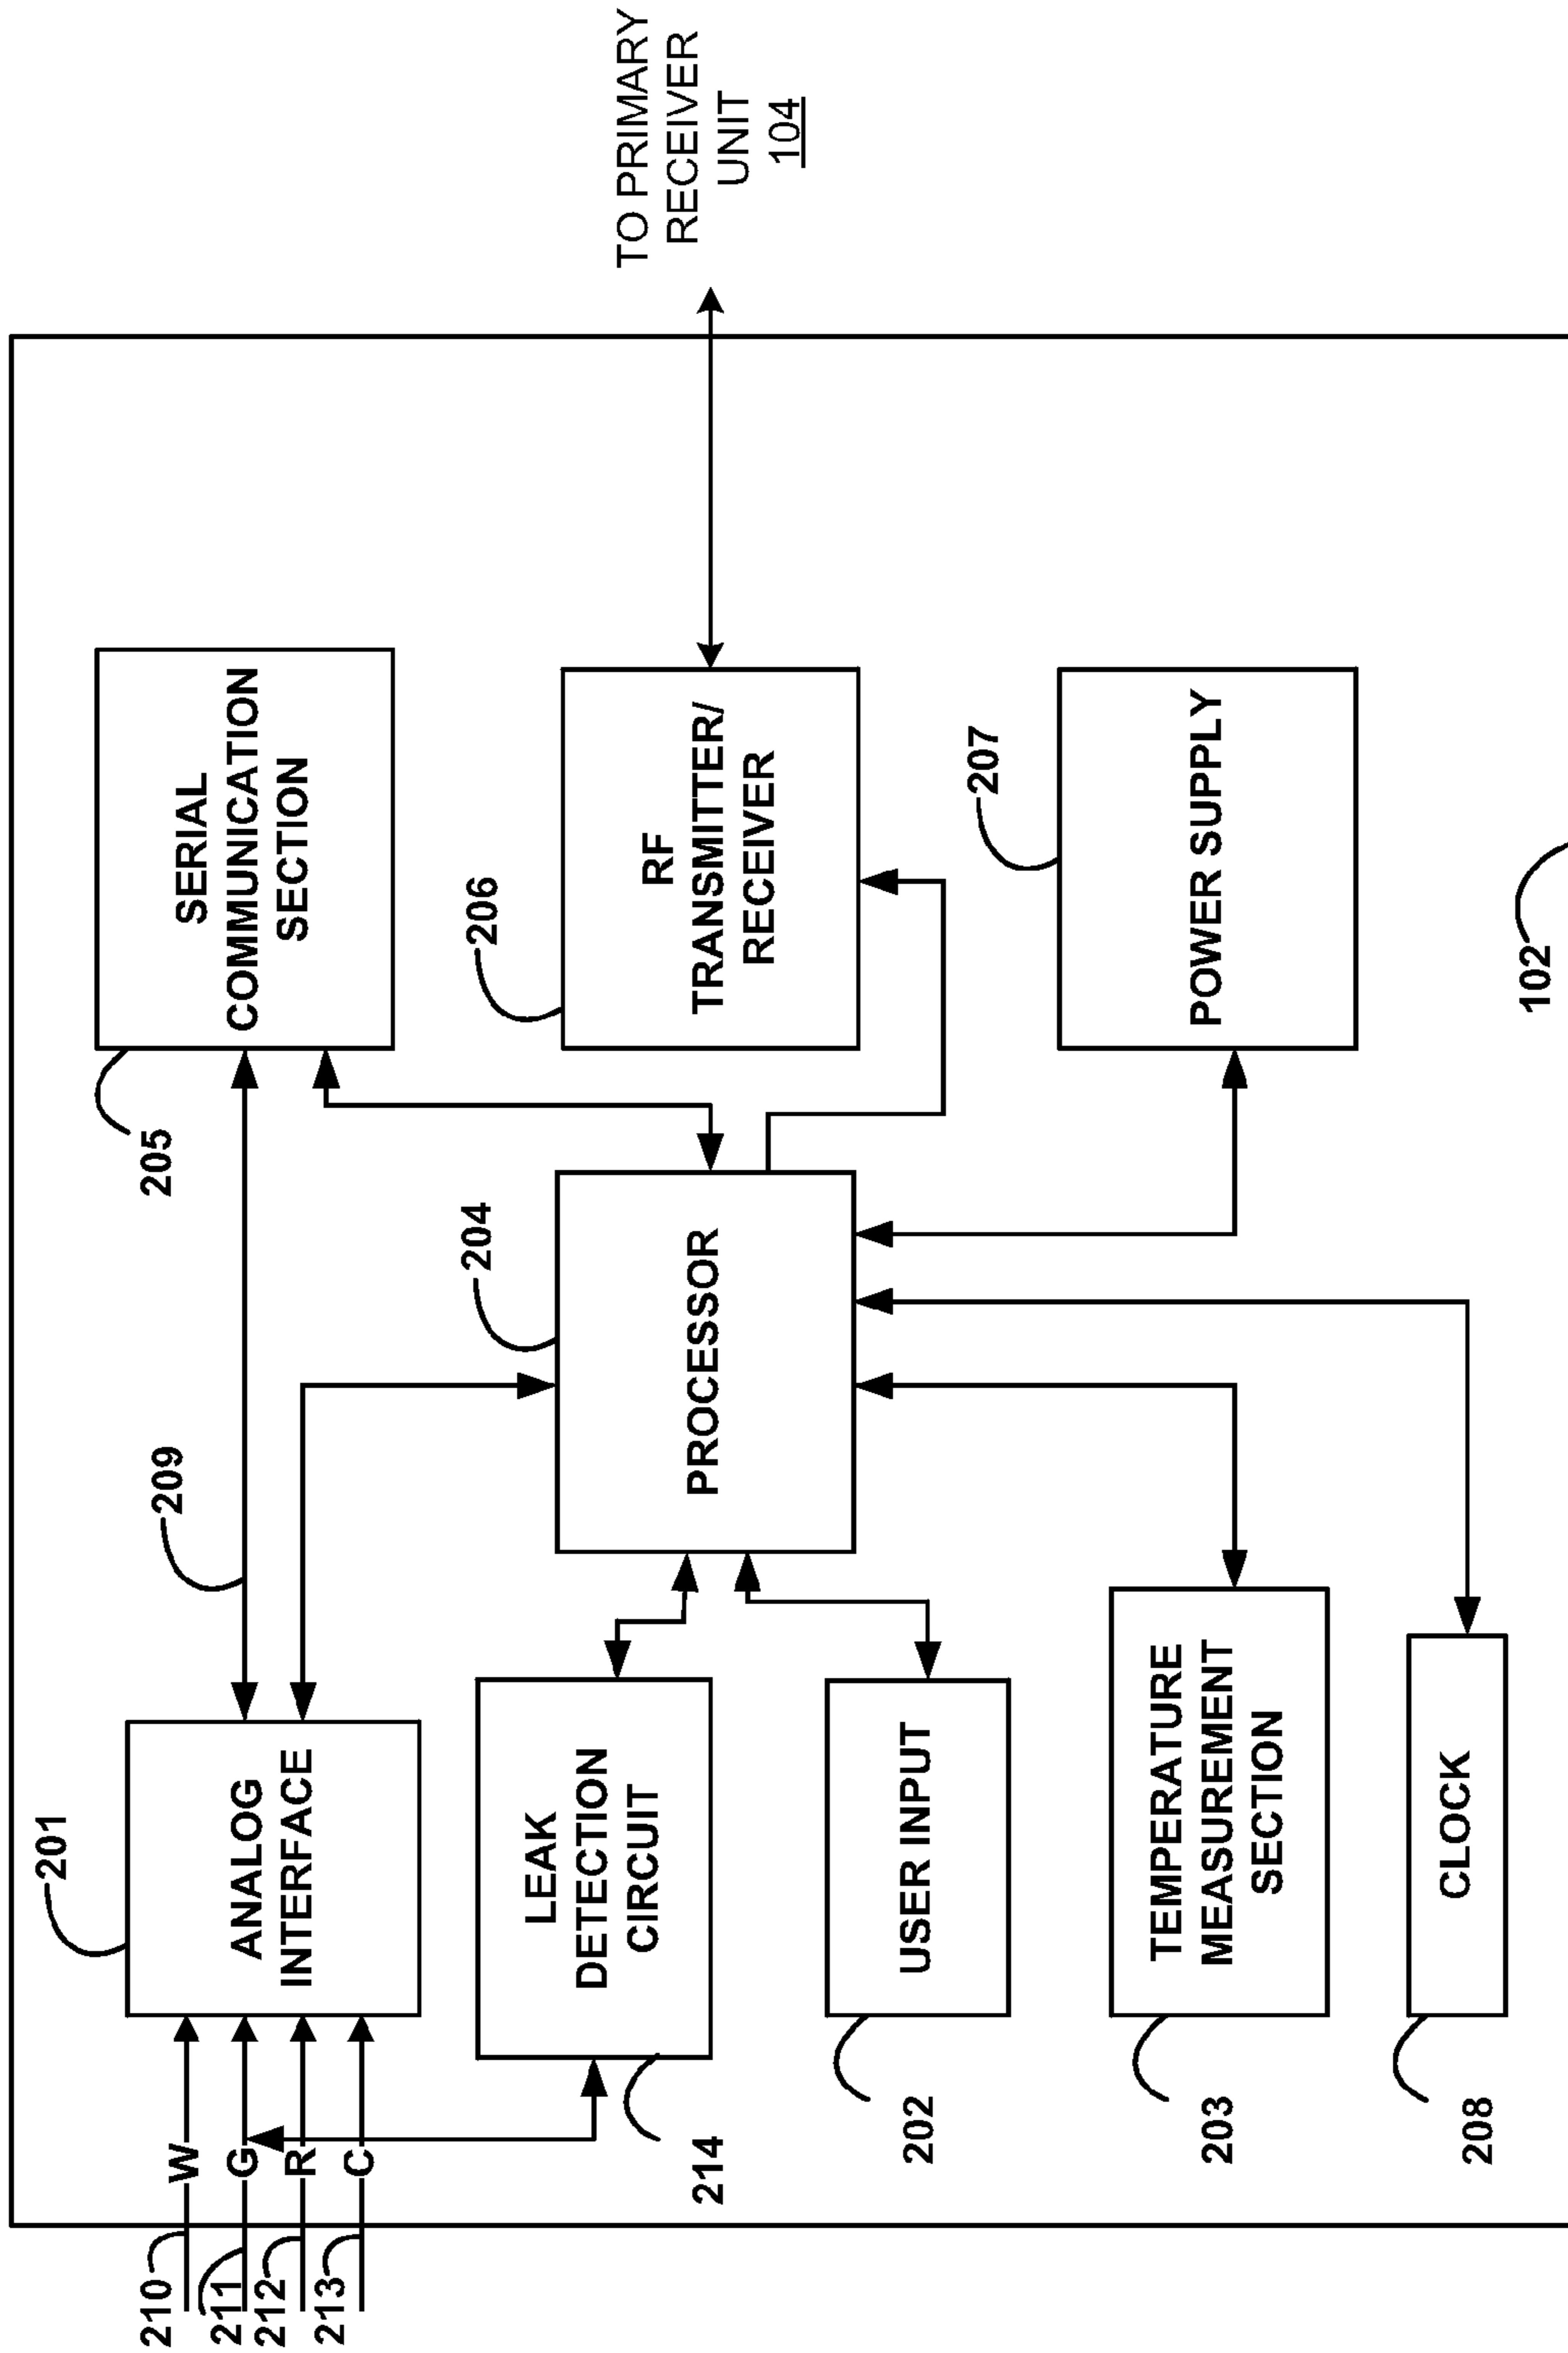 210
W
211
G
212
R
213
C
201
ANALOG
INTERFACE
209
205
SERIAL
COMMUNICATION
SECTION
214
LEAK
DETECTION
CIRCUIT
204
PROCESSOR
206
RF
TRANSMITTER/
RECEIVER
TO PRIMARY
RECEIVER
UNIT
104
202
USER INPUT
203
TEMPERATURE
MEASUREMENT
SECTION
207
POWER SUPPLY
208
CLOCK
102